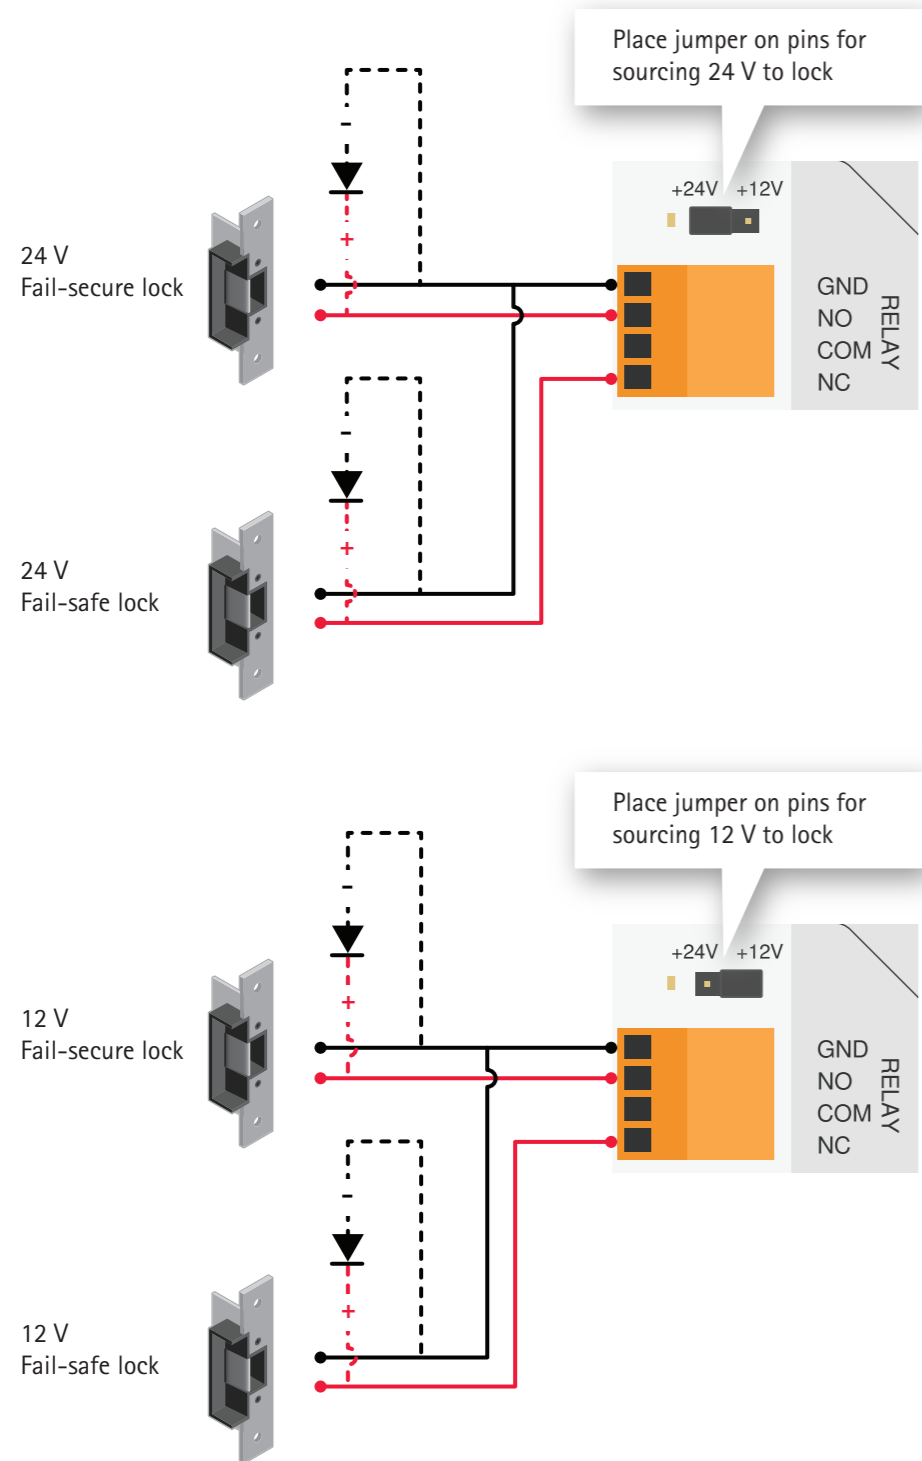 Place jumper on pins for
sourcing 24 V to lock
+24V +12V
-
+
24 V
Fail-secure lock
GND
NO
COM
NC
RELAY
-
+
24 V
Fail-safe lock
Place jumper on pins for
sourcing 12 V to lock
+24V +12V
-
+
12 V
Fail-secure lock
GND
NO
COM
NC
RELAY
-
+
12 V
Fail-safe lock